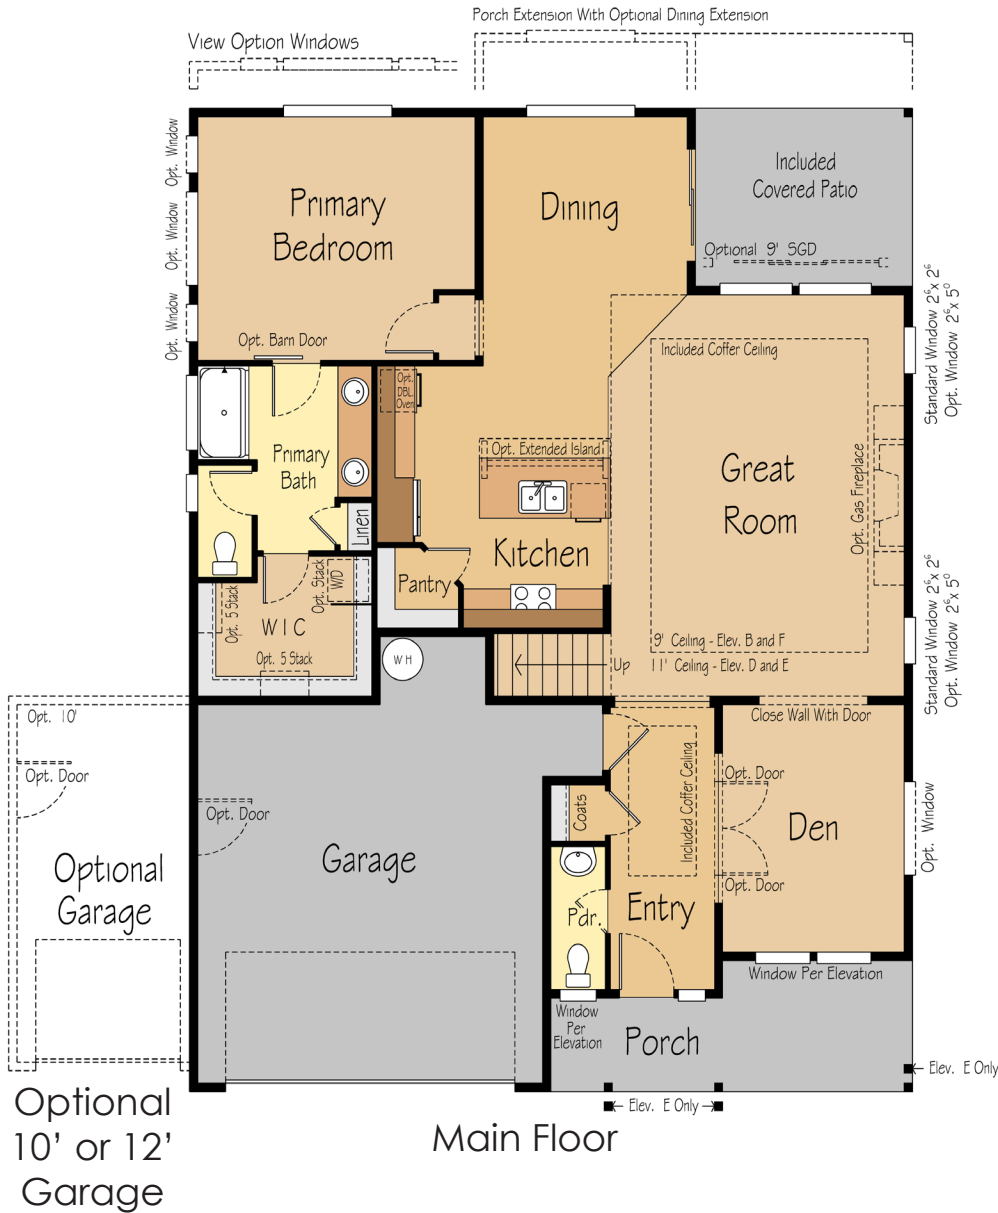 Porch Extension With Optional Dining Extension
View Option Windows
Opt. Window
Opt. Window
Opt. Window
Primary
Bedroom
Dining
Included
Covered Patio
Optional 9' SGD
Standard Window 2⁶x 2⁶
Opt. Window 2⁶x 5⁰
Opt. Barn Door
Included Coffer Ceiling
Opt.
DBL.
Oven
Primary
Bath
Opt. Extended Island
Great
Room
Opt. Gas Fireplace
Linen
Kitchen
Pantry
Opt. Stack
W/D
Opt. 5 Stack
WIC
Opt. 5 Stack
Standard Window 2⁶x 2⁶
Opt. Window 2⁶x 5⁰
9' Ceiling - Elev. B and F
11' Ceiling - Elev. D and E
WH
Up
Opt. 10'
Opt. Door
Close Wall With Door
Opt. Door
Opt. Door
Coats
Included Coffer Ceiling
Den
Opt. Window
Optional
Garage
Garage
Opt. Door
Pdr.
Entry
Window Per Elevation
Window
Per
Elevation
Porch
Elev. E Only
Elev. E Only
Optional
10' or 12'
Garage
Main Floor